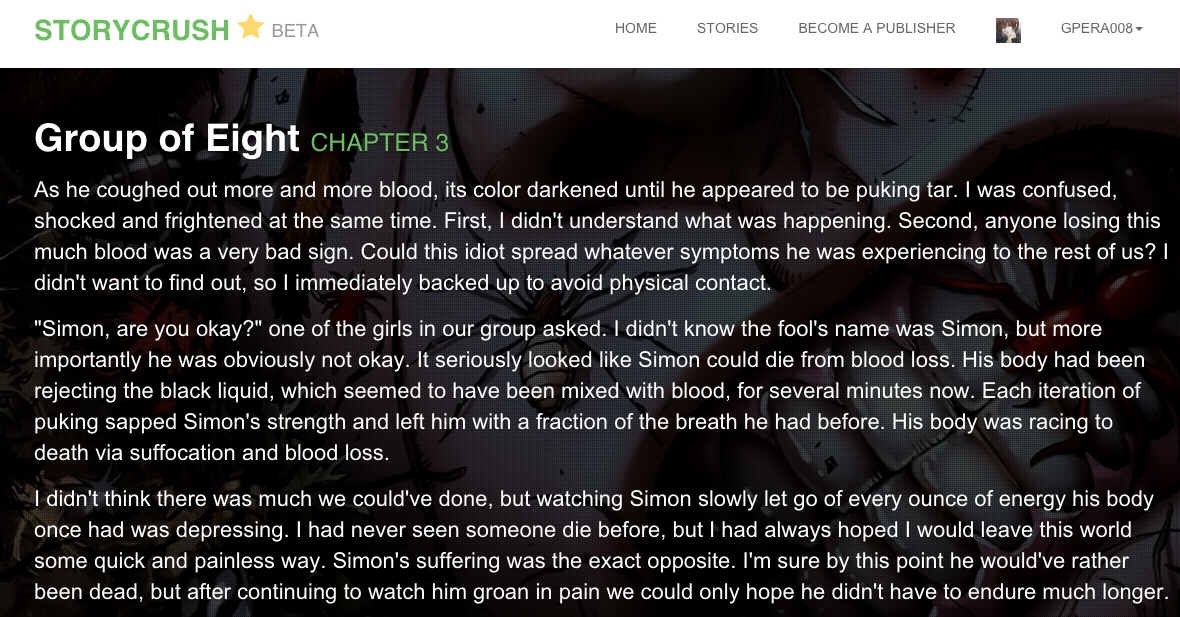 STORYCRUSH BETA
HOME STORIES BECOME A PUBLISHER GPERA008
Group of Eight CHAPTER 3
As he coughed out more and more blood, its color darkened until he appeared to be puking tar. I was confused,
shocked and frightened at the same time. First, I didn't understand what was happening. Second, anyone losing this
much blood was a very bad sign. Could this idiot spread whatever symptoms he was experiencing to the rest of us? I
didn't want to find out, so I immediately backed up to avoid physical contact.
"Simon, are you okay?" one of the girls in our group asked. I didn't know the fool's name was Simon, but more
importantly he was obviously not okay. It seriously looked like Simon could die from blood loss. His body had been
rejecting the black liquid, which seemed to have been mixed with blood, for several minutes now. Each iteration of
puking sapped Simon's strength and left him with a fraction of the breath he had before. His body was racing to
death via suffocation and blood loss.
I didn't think there was much we could've done, but watching Simon slowly let go of every ounce of energy his body
once had was depressing. I had never seen someone die before, but I had always hoped I would leave this world
some quick and painless way. Simon's suffering was the exact opposite. I'm sure by this point he would've rather
been dead, but after continuing to watch him groan in pain we could only hope he didn't have to endure much longer.